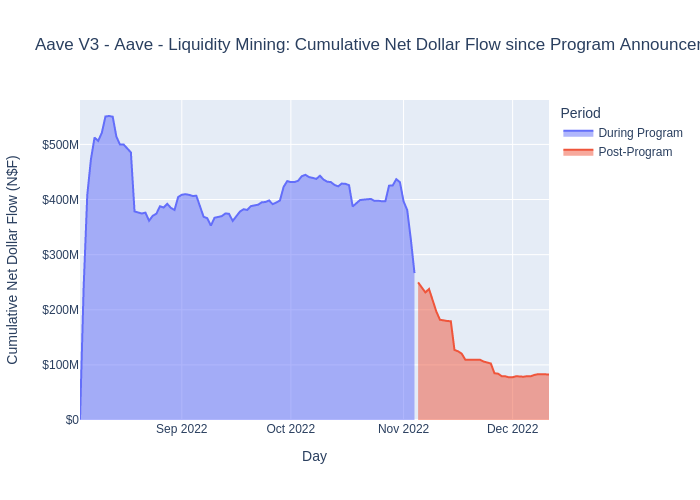 Aave V3 - Aave - Liquidity Mining: Cumulative Net Dollar Flow since Program
Period
During Program
Post-Program
Cumulative Net Dollar Flow (N$F)
$500M
$400M
$300M
$200M
$100M
$0
Sep 2022
Oct 2022
Nov 2022
Dec 2022
Day